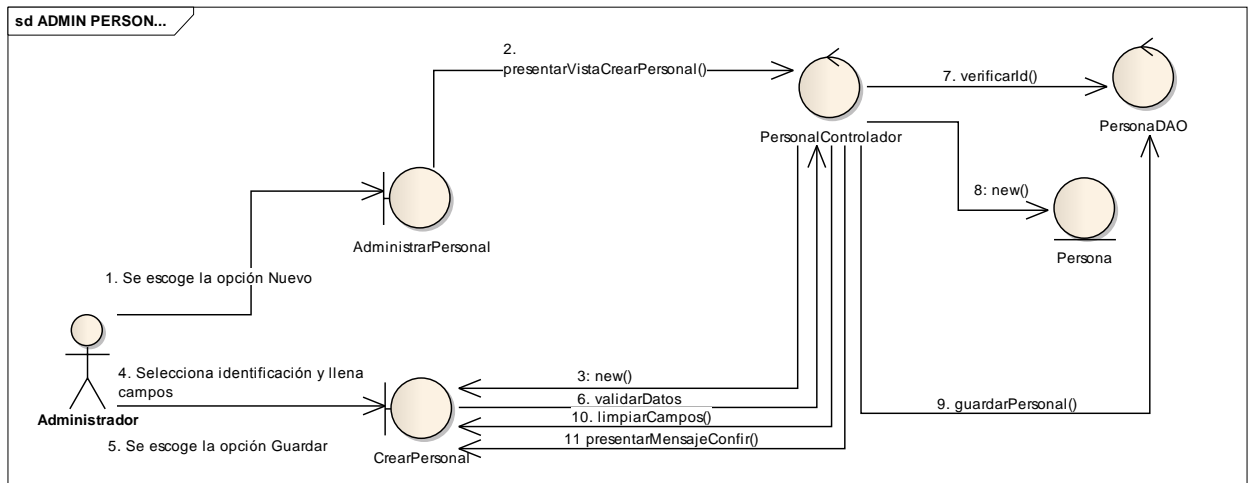 sd ADMIN PERSON...
2.
presentarVistaCrearPersonal()
7. verificarId()
PersonalControlador
PersonaDAO
8: new()
AdministrarPersonal
Persona
1. Se escoge la opción Nuevo
4. Selecciona identificación y llena
campos
3: new()
6. validarDatos
9. guardarPersonal()
10. limpiarCampos()
Administrador
11 presentarMensajeConfir()
5. Se escoge la opción Guardar
CrearPersonal